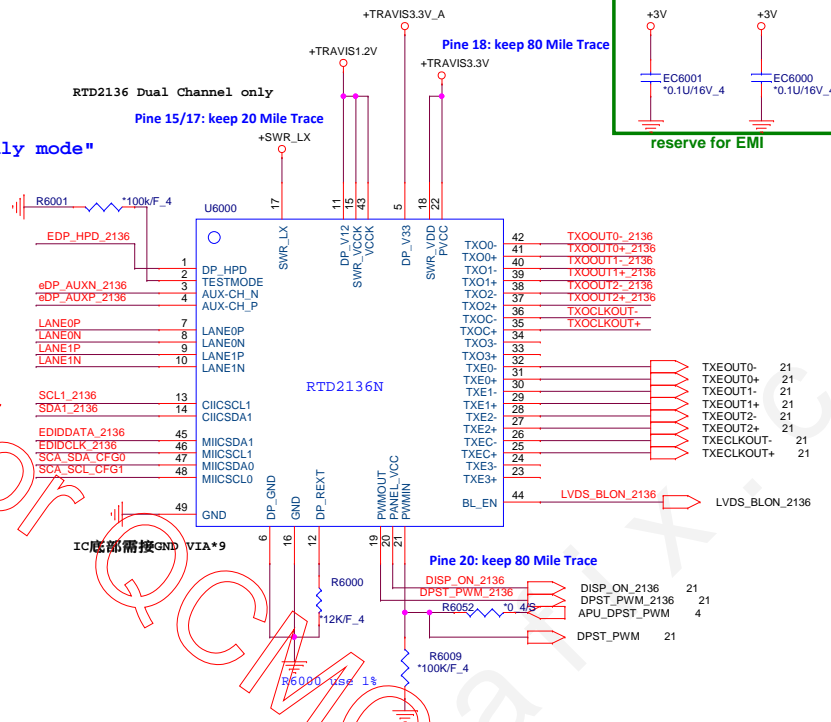 +TRAVIS3.3V_A
+3V
+3V
Pine 18: keep 80 Mile Trace
+TRAVIS1.2V
+TRAVIS3.3V
EC6001
*0.1U/16V_4
EC6000
*0.1U/16V_4
RTD2136 Dual Channel only
Pine 15/17: keep 20 Mile Trace
reserve for EMI
ly mode"
+SWR_LX
R6001
*100k/F_4
U6000
17
11
15
43
5
18
22
SWR_LX
DP_V12
SWR_VCCK
VCCK
DP_V33
SWR_VDD
PVCC
EDP_HPD_2136
1
DP_HPD
2
TESTMODE
eDP_AUXN_2136
3
AUX-CH_N
eDP_AUXP_2136
4
AUX-CH_P
LANE0P
7
LANE0P
LANE0N
8
LANE0N
LANE1P
9
LANE1P
LANE1N
10
LANE1N
SCL1_2136
13
CIICSCL1
SDA1_2136
14
CIICSDA1
EDIDDATA_2136
45
MIICSDA1
EDIDCLK_2136
46
MIICSCL1
SCA_SDA_CFG0
47
MIICSDA0
SCA_SCL_CFG1
48
MIICSCL0
49
GND
RTD2136N
TXO0-
42
TXOOUT0-_2136
TXO0+
41
TXOOUT0+_2136
TXO1-
40
TXOOUT1-_2136
TXO1+
39
TXOOUT1+_2136
TXO2-
38
TXOOUT2-_2136
TXO2+
37
TXOOUT2+_2136
TXOC-
36
TXOCLKOUT-
TXOC+
35
TXOCLKOUT+
TXO3-
34
TXO3+
33
TXE0-
32
TXEOUT0- 21
TXE0+
31
TXEOUT0+ 21
TXE1-
30
TXEOUT1- 21
TXE1+
29
TXEOUT1+ 21
TXE2-
28
TXEOUT2- 21
TXE2+
27
TXEOUT2+ 21
TXEC-
26
TXECLKOUT- 21
TXEC+
25
TXECLKOUT+ 21
TXE3-
24
TXE3+
23
BL_EN
44
LVDS_BLON_2136
LVDS_BLON_2136
DP_GND
GND
DP_REXT
PWMOUT
PANEL_VCC
PWMIN
6
16
12
19
20
21
IC底部需接GND VIA*9
Pine 20: keep 80 Mile Trace
R6000
*12K/F_4
DISP_ON_2136
DISP_ON_2136 21
DPST_PWM_2136
DPST_PWM_2136 21
R6052
*0_4/S
APU_DPST_PWM 4
DPST_PWM 21
R6009
*100K/F_4
R6000 use 1%
or QCMC